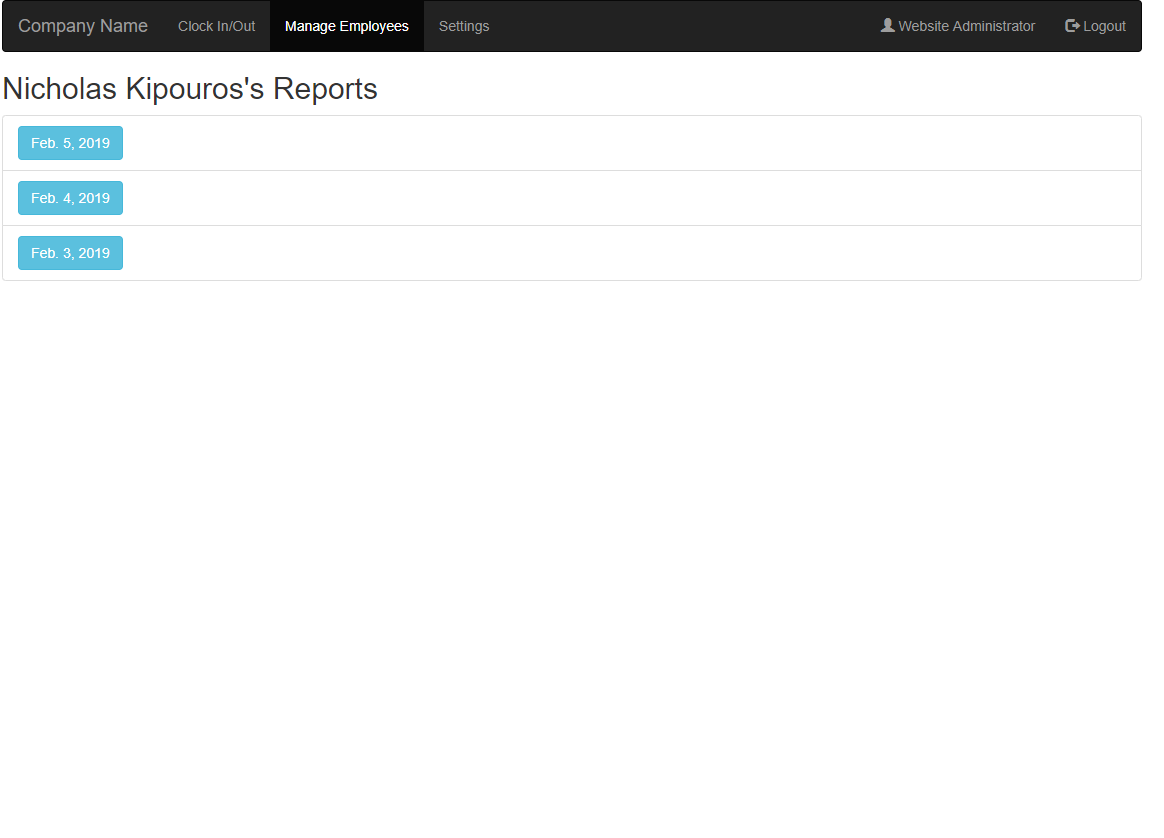 Company Name Clock In/Out Manage Employees Settings Website Administrator Logout
Nicholas Kipouros's Reports
Feb. 5, 2019
Feb. 4, 2019
Feb. 3, 2019